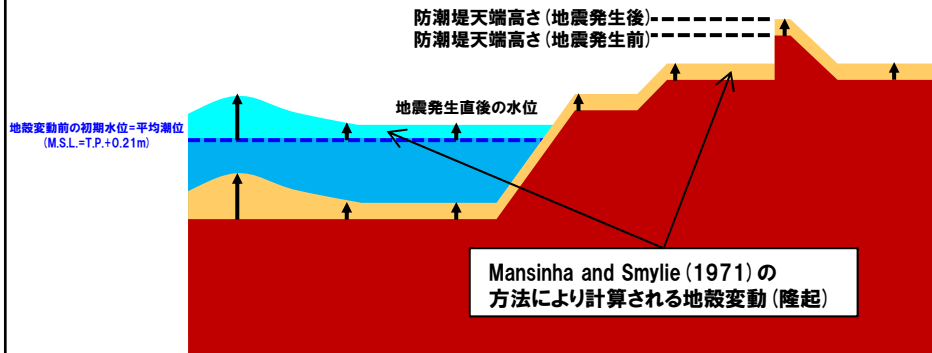 防潮堤天端高さ(地震発生後)
防潮堤天端高さ(地震発生前)
地震発生直後の水位
地殻変動前の初期水位=平均潮位
(M.S.L.=T.P.+0.21m)
Mansinha and Smylie(1971)の
方法により計算される地殻変動(隆起)